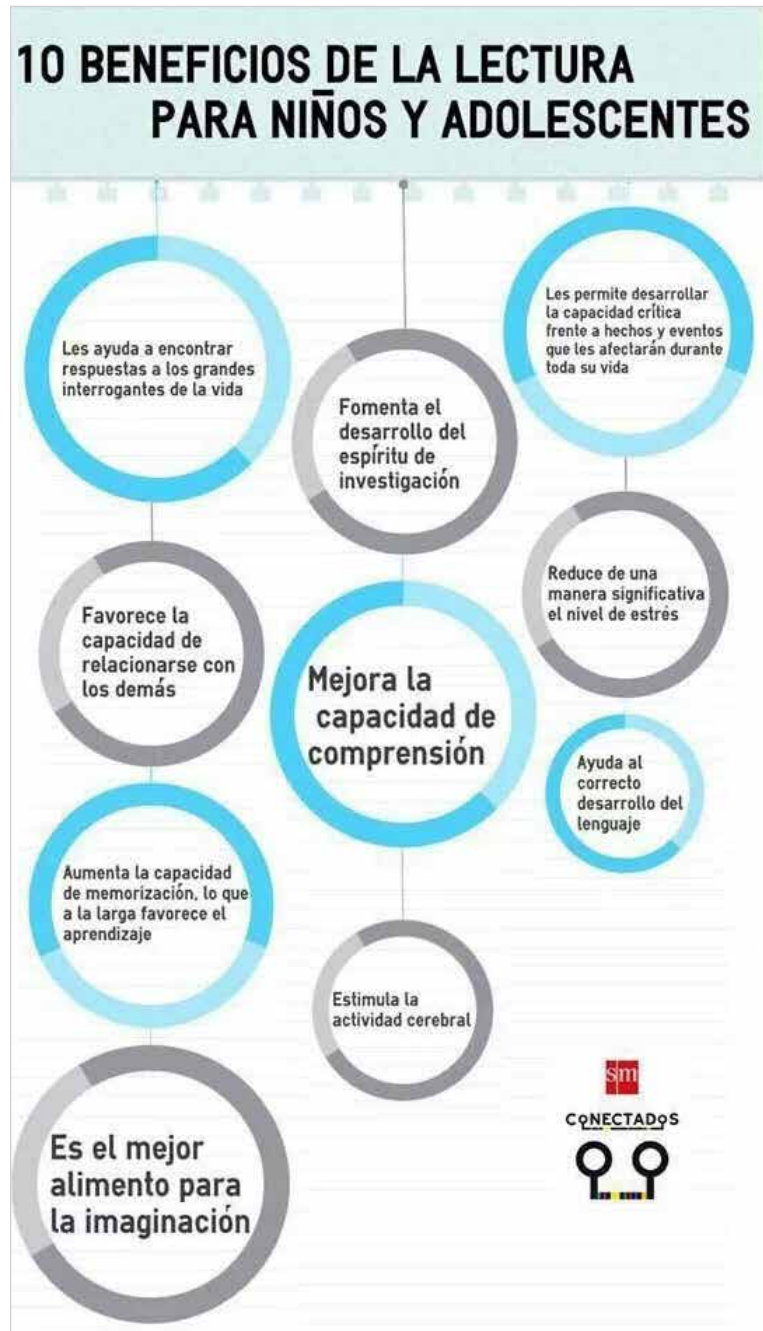 10 BENEFICIOS DE LA LECTURA
PARA NIÑOS Y ADOLESCENTES
Les ayuda a encontrar
respuestas a los grandes
interrogantes de la vida
Favorece la
capacidad de
relacionarse con
los demás
Aumenta la capacidad
de memorización, lo que
a la larga favorece el
aprendizaje
Es el mejor
alimento para
la imaginación
Fomenta el
desarrollo del
espíritu de
investigación
Mejora la
capacidad de
comprensión
Estimula la
actividad cerebral
Les permite desarrollar
la capacidad crítica
frente a hechos y eventos
que les afectarán durante
toda su vida
Reduce de una
manera significativa
el nivel de estrés
Ayuda al
correcto
desarrollo del
lenguaje
sm
CONECTADOS